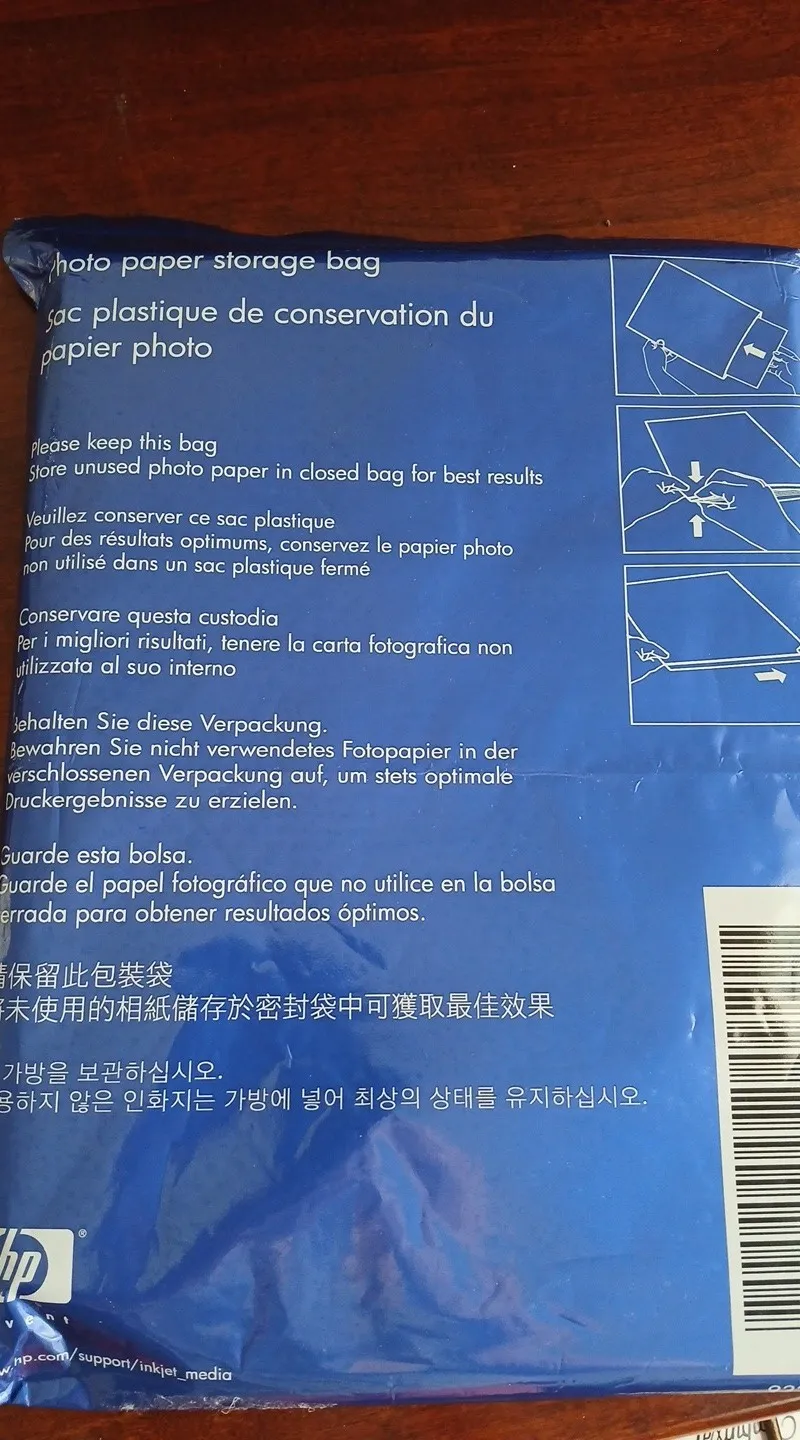 Photo paper storage bag
Sac plastique de conservation du
papier photo
Please keep this bag
Store unused photo paper in closed bag for best results
Veuillez conserver ce sac plastique
Pour des résultats optimums, conservez le papier photo
non utilisé dans un sac plastique fermé
Conservare questa custodia
Per i migliori risultati, tenere la carta fotografica non
utilizzata al suo interno
Behalten Sie diese Verpackung.
Bewahren Sie nicht verwendetes Fotopapier in der
verschlossenen Verpackung auf, um stets optimale
Druckergebnisse zu erzielen.
Guarde esta bolsa.
Guarde el papel fotográfico que no utilice en la bolsa
cerrada para obtener resultados óptimos.
請保留此包裝袋
將未使用的相紙儲存於密封袋中可獲取最佳效果
가방을 보관하십시오.
용하지 않은 인화지는 가방에 넣어 최상의 상태를 유지하십시오.
hp®
vent
w.hp.com/support/inkjet_media